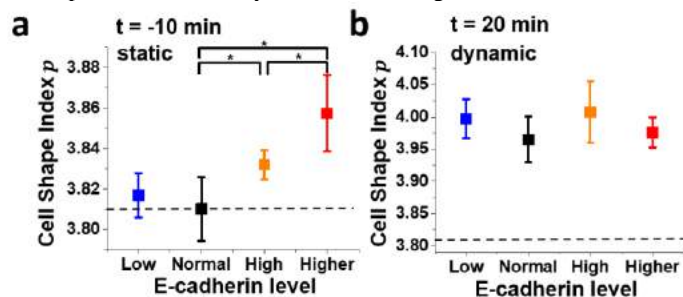 a
t = -10 min
static
*
*
*
Cell Shape Index p
3.88
3.86
3.84
3.82
3.80
Low Normal High Higher
E-cadherin level
b
t = 20 min
dynamic
Cell Shape Index p
4.10
4.05
4.00
3.95
3.90
3.85
3.80
Low Normal High Higher
E-cadherin level